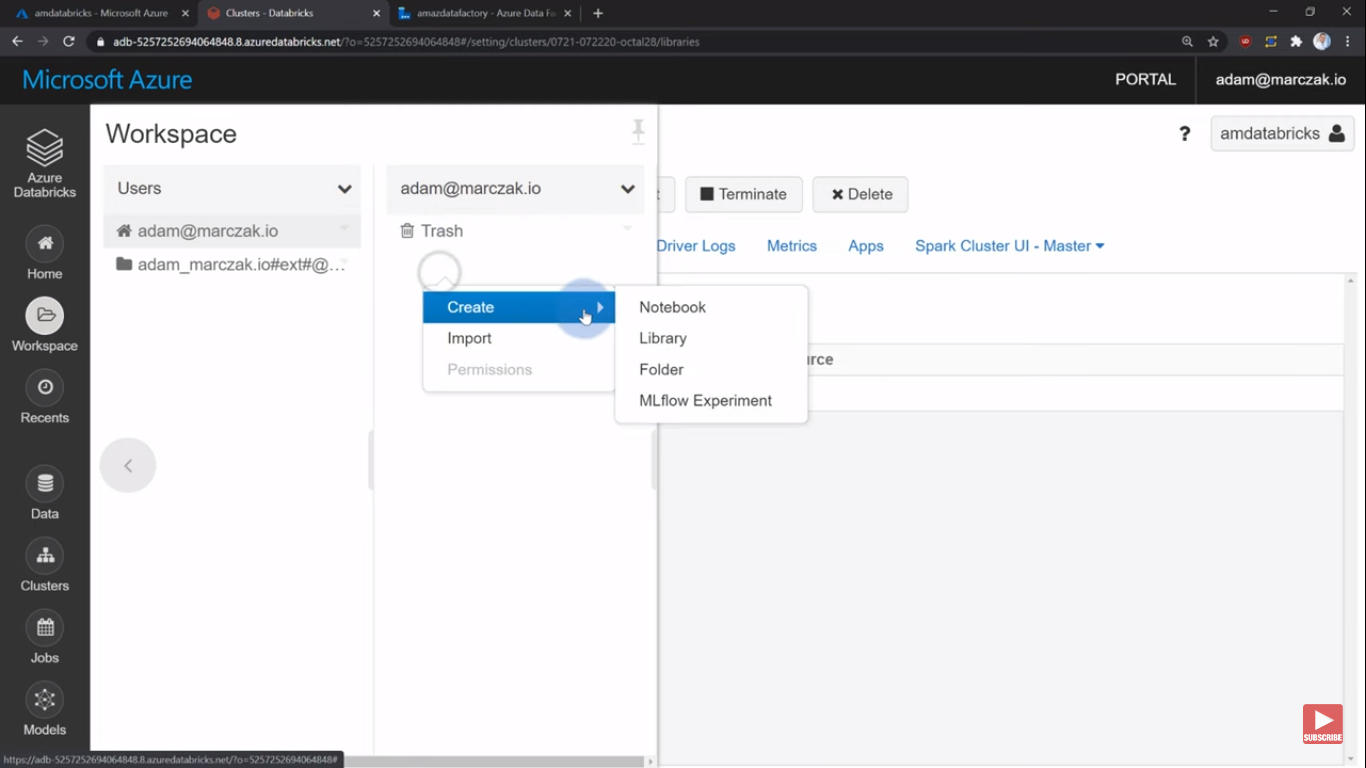 amdatabricks - Microsoft Azure
Clusters - Databricks
amazdatafactory - Azure Data Fa
adb-5257252694064848.8.azuredatabricks.net/?o=5257252694064848#/setting/clusters/0721-072220-octal28/libraries
Microsoft Azure
PORTAL
adam@marczak.io
Azure
Databricks
Home
Workspace
Recents
Data
Clusters
Jobs
Models
Workspace
Users
adam@marczak.io
adam_marczak.io#ext#@...
adam@marczak.io
Trash
Create
Import
Permissions
Notebook
Library
Folder
MLflow Experiment
?
amdatabricks
t
Terminate
Delete
Driver Logs
Metrics
Apps
Spark Cluster UI - Master
urce
SUBSCRIBE
https://adb-5257252694064848.8.azuredatabricks.net/?o=5257252694064848#